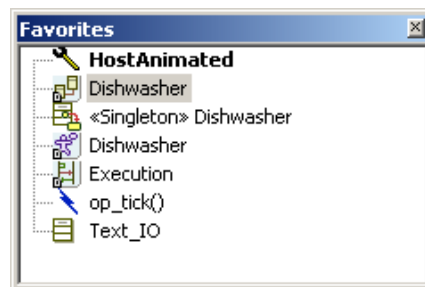 Favorites
HostAnimated
Dishwasher
«Singleton» Dishwasher
Dishwasher
Execution
op_tick()
Text_IO